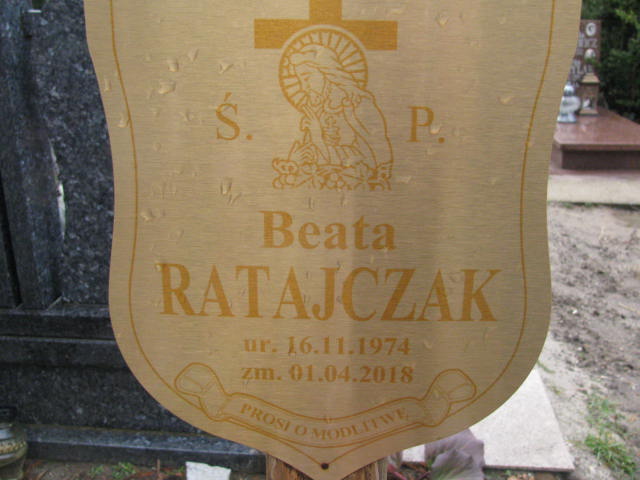 Ś. P.
Beata
RATAJCZAK
ur. 16.11.1974
zm. 01.04.2018
PROSI O MODLITWĘ